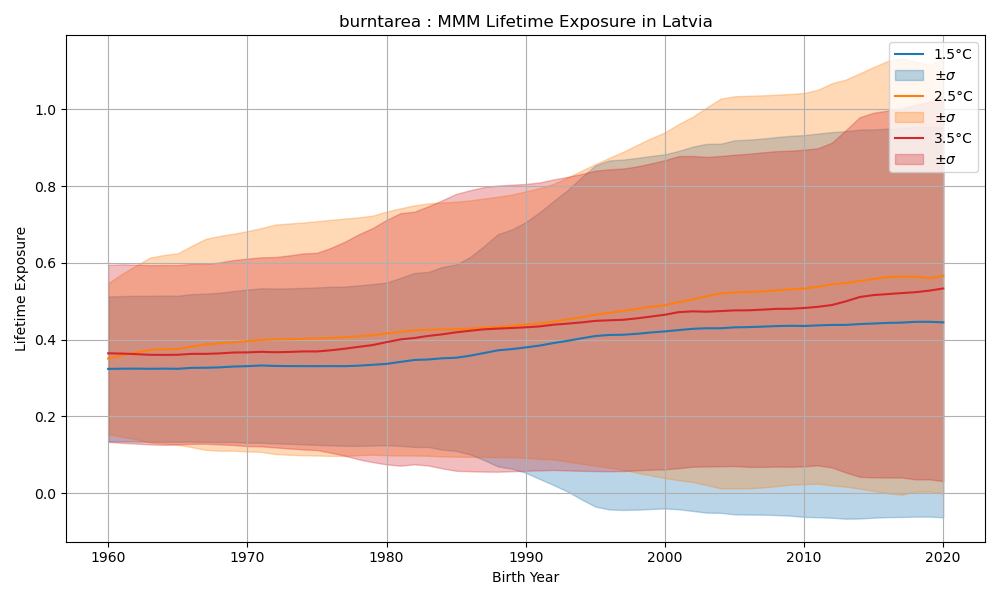 burntarea : MMM Lifetime Exposure in Latvia
1.5°C
±σ
2.5°C
±σ
3.5°C
±σ
Lifetime Exposure
1.0
0.8
0.6
0.4
0.2
0.0
1960 1970 1980 1990 2000 2010 2020
Birth Year